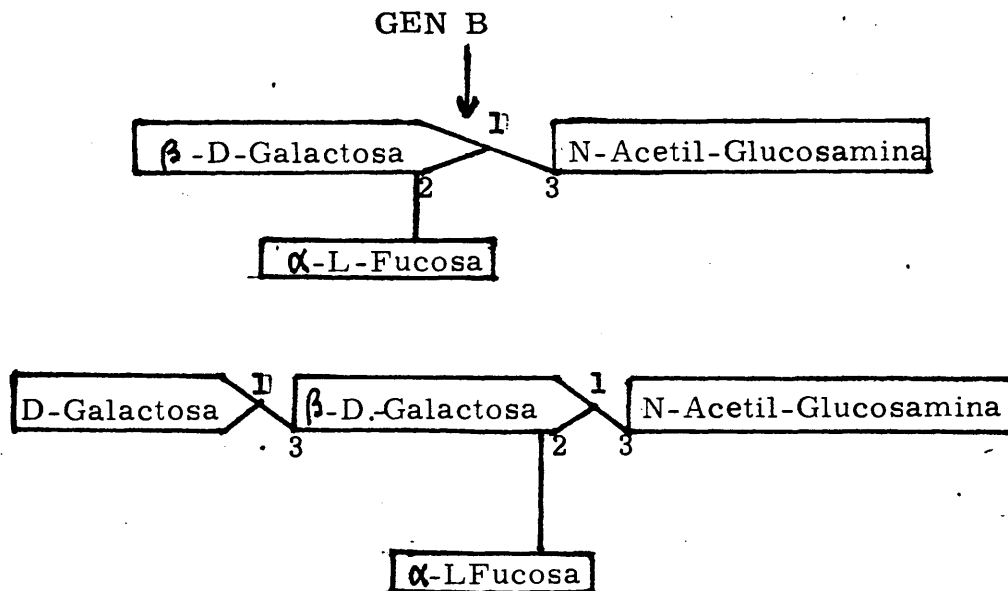 GEN B
1
β-D-Galactosa N-Acetil-Glucosamina
2 3
α-L-Fucosa
1 1
D-Galactosa β-D.-Galactosa N-Acetil-Glucosamina
3 2 3
α-LFucosa